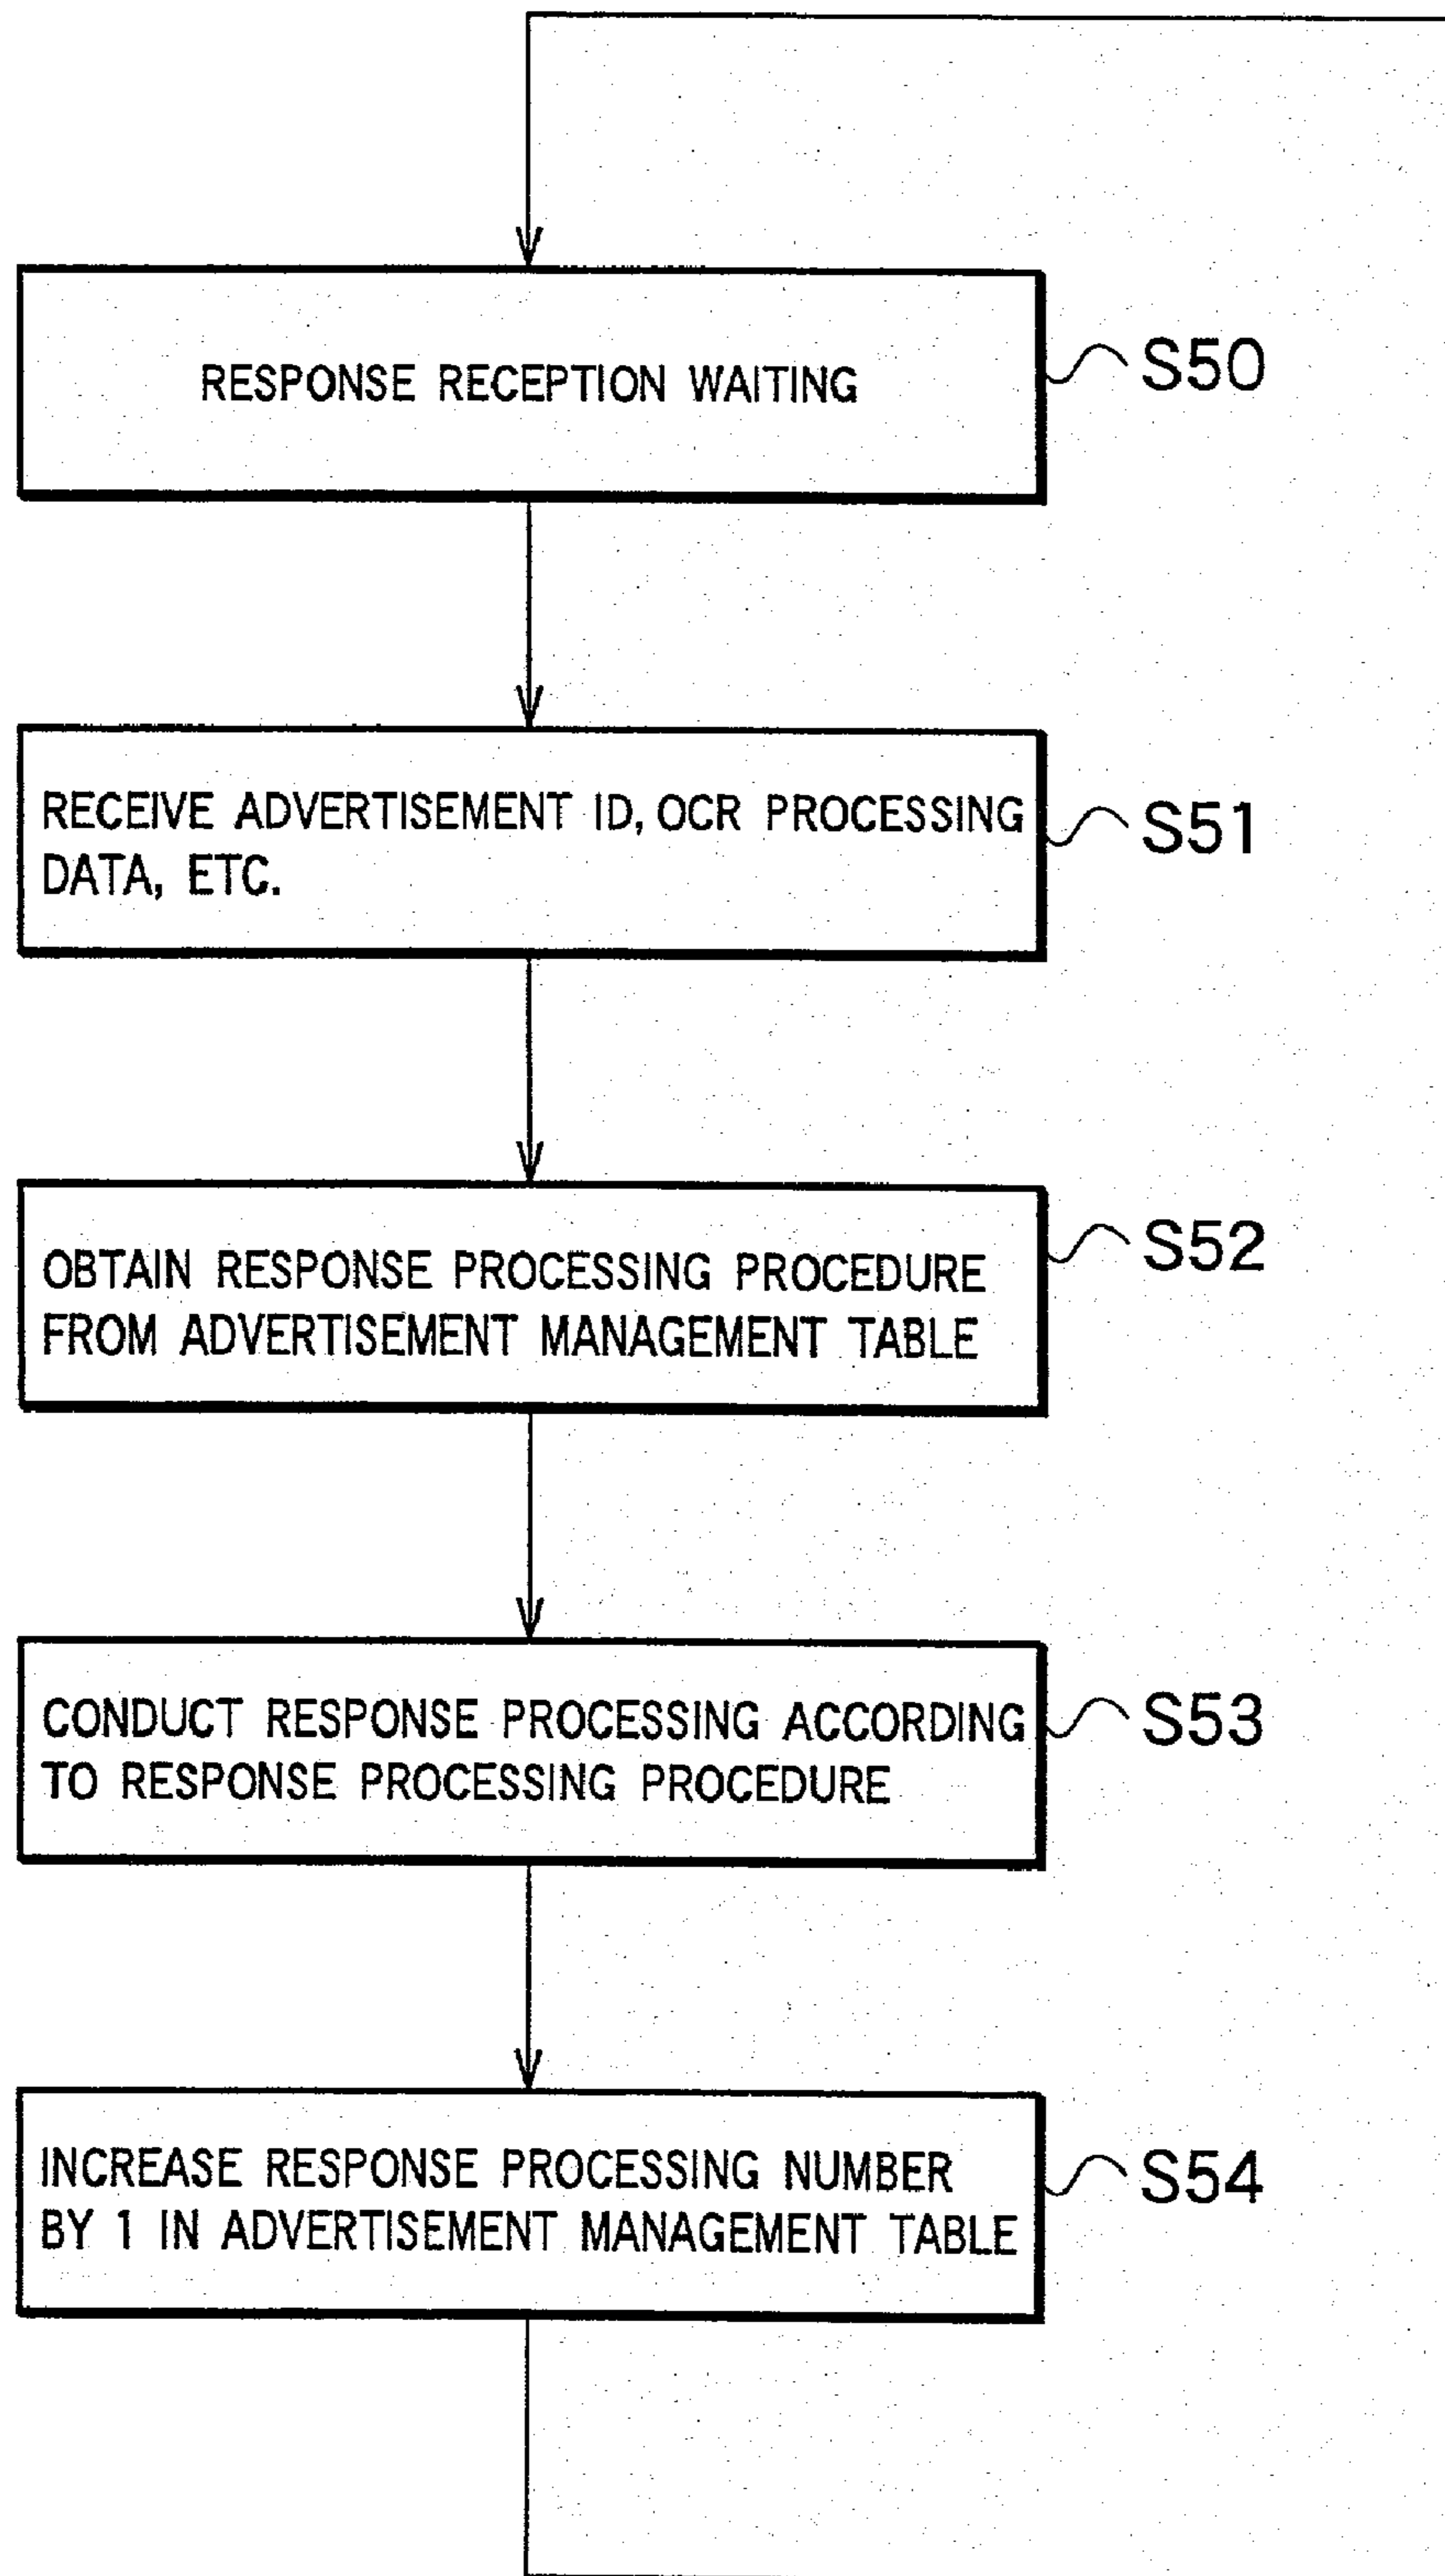 RESPONSE RECEPTION WAITING
S50
RECEIVE ADVERTISEMENT ID, OCR PROCESSING
DATA, ETC.
S51
OBTAIN RESPONSE PROCESSING PROCEDURE
FROM ADVERTISEMENT MANAGEMENT TABLE
S52
CONDUCT RESPONSE PROCESSING ACCORDING
TO RESPONSE PROCESSING PROCEDURE
S53
INCREASE RESPONSE PROCESSING NUMBER
BY 1 IN ADVERTISEMENT MANAGEMENT TABLE
S54